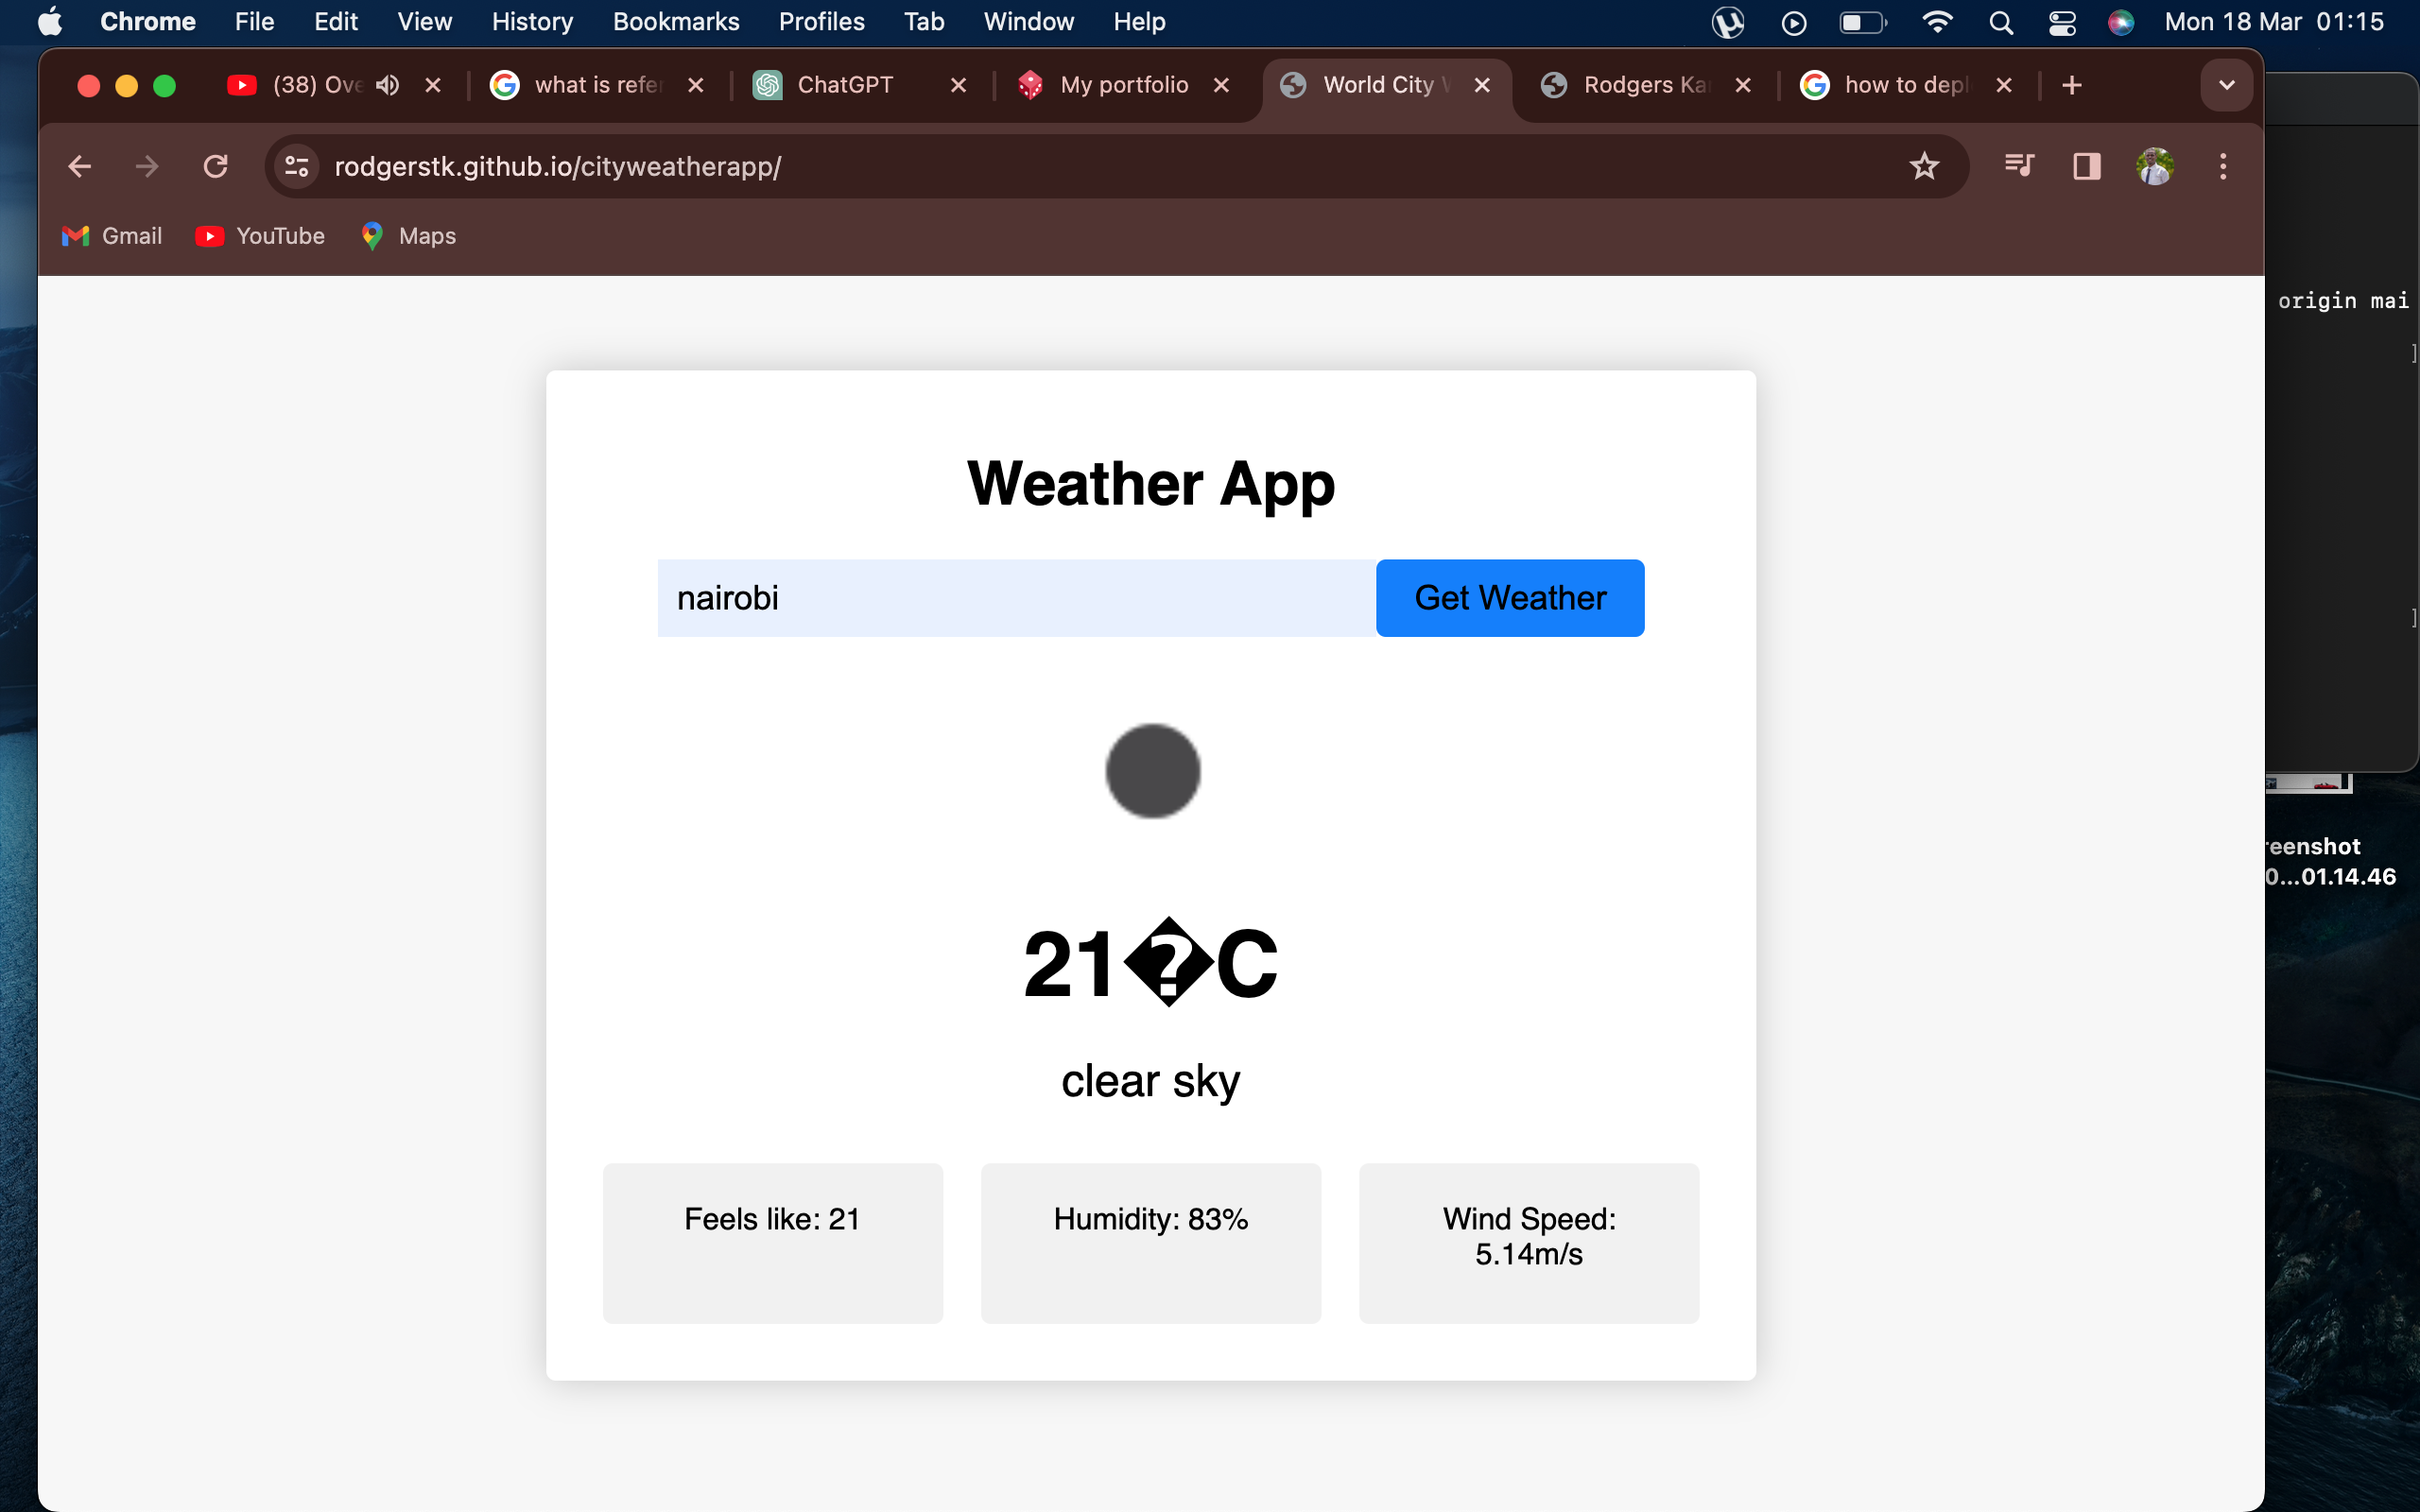 Chrome File Edit View History Bookmarks Profiles Tab Window Help Mon 18 Mar 01:15
(38) Ove what is refer ChatGPT My portfolio World City W Rodgers Ka how to depl
rodgerstk.github.io/cityweatherapp/
Gmail YouTube Maps
origin mai
]
Weather App
nairobi Get Weather
]
21�C
clear sky
reenshot
0...01.14.46
Feels like: 21
Humidity: 83%
Wind Speed:
5.14m/s